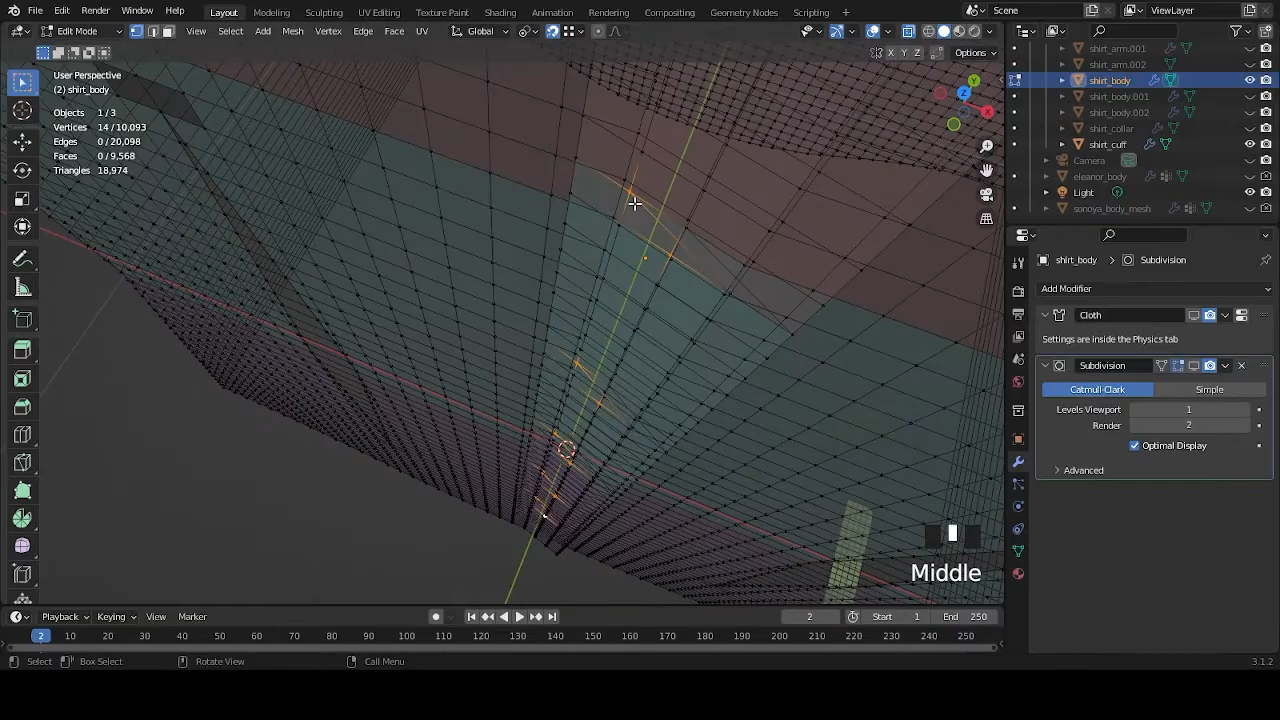 File Edit Render Window Help Layout Modeling Sculpting UV Editing Texture Paint Shading Animation Rendering Compositing Geometry Nodes Scripting + Scene ViewLayer
Edit Mode View Select Add Mesh Vertex Edge Face UV Global
X Y Z Options
User Perspective
(2) shirt_body
Objects 1/3
Vertices 14/10,093
Edges 0/20,098
Faces 0/9,568
Triangles 18,974
Y
Z
X
shirt_arm.001
shirt_arm.002
shirt_body
shirt_body.001
shirt_body.002
shirt_collar
shirt_cuff
Camera
eleanor_body
Light
sonoya_body_mesh
shirt_body > Subdivision
Add Modifier
Cloth
Settings are inside the Physics tab
Subdivision
Catmull-Clark Simple
Levels Viewport 1
Render 2
Optimal Display
Advanced
Middle
Playback Keying View Marker 2 Start 1 End 250
2 10 20 30 40 50 60 70 80 90 100 110 120 130 140 150 160 170 180 190 200 210 220 230 240 250
Select Box Select Rotate View Call Menu 3.1.2